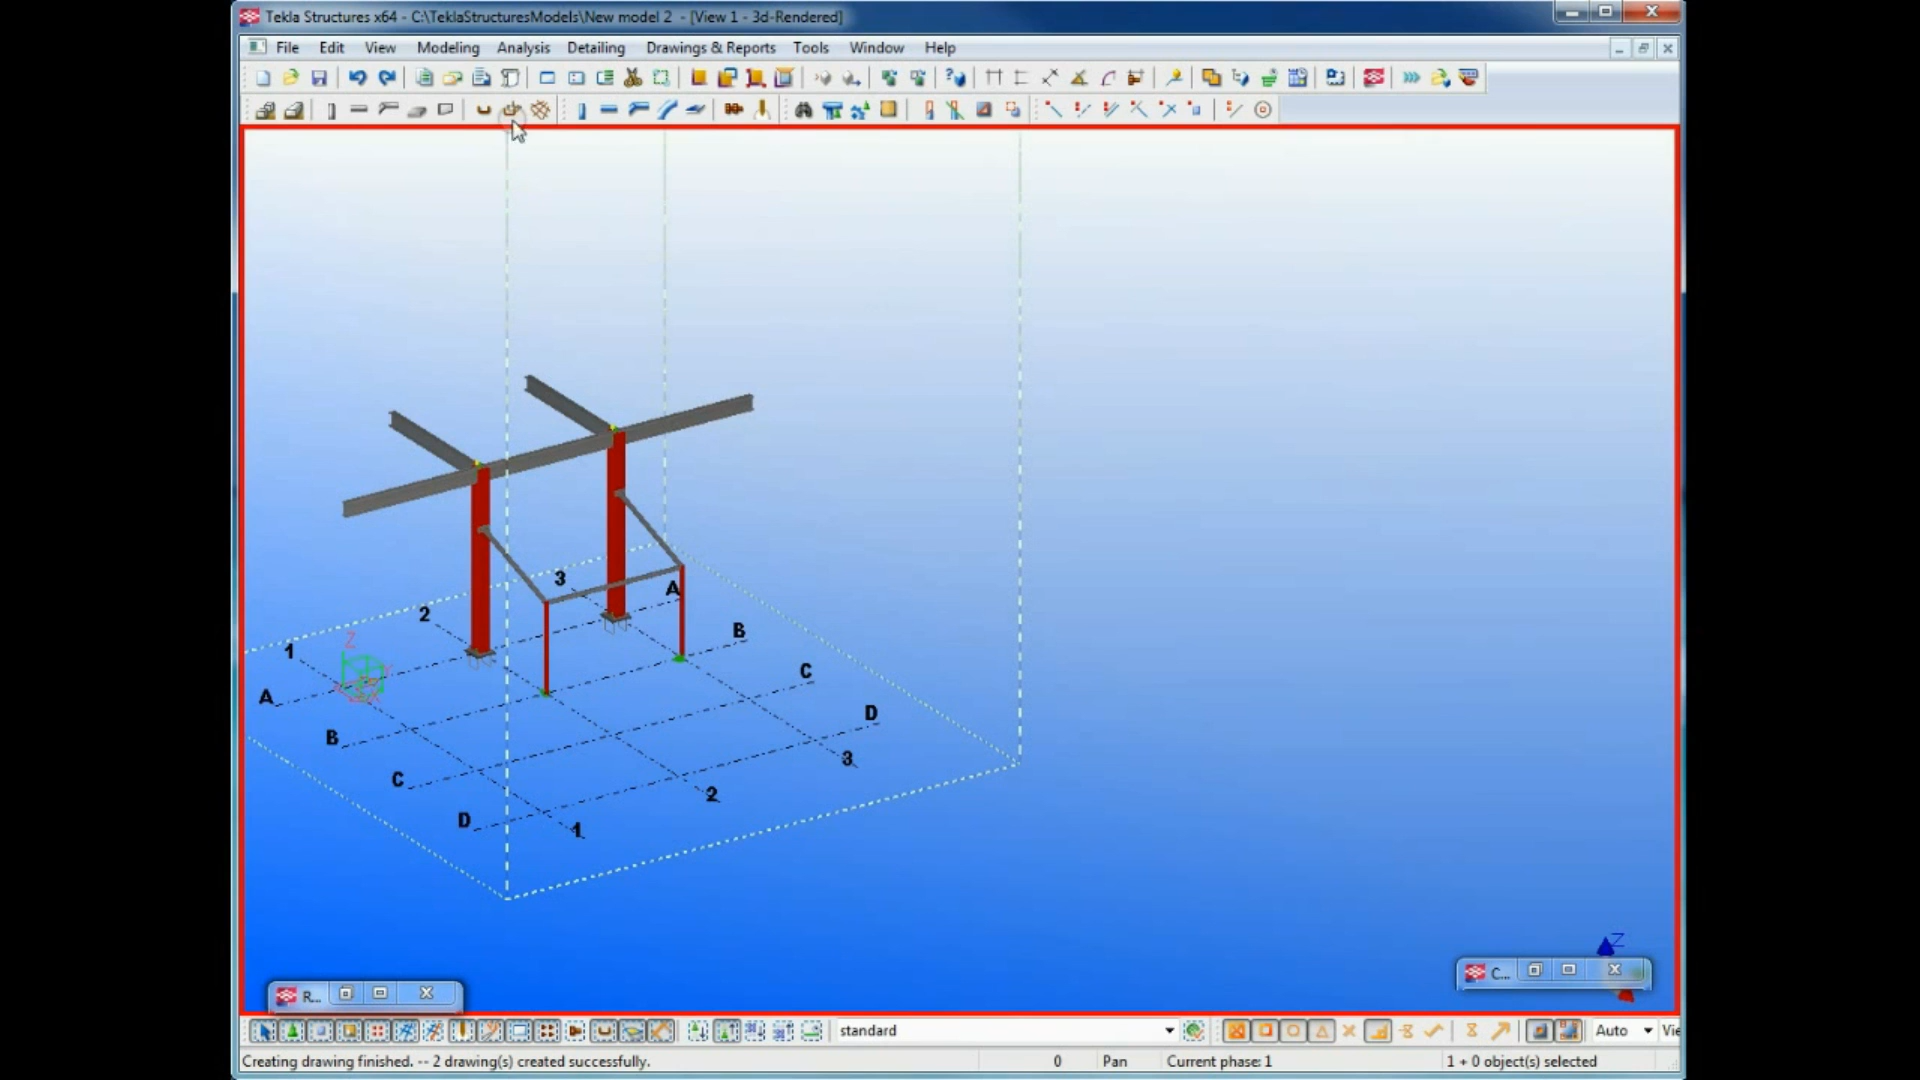 Tekla Structures x64 - C:\TeklaStructuresModels\New model 2 - [View 1 - 3d-Rendered]
File Edit View Modeling Analysis Detailing Drawings & Reports Tools Window Help
3
A
2
B
1
Z
C
A
D
B
3
C
2
D
1
Z
C...
R...
standard
Auto
Vie
Creating drawing finished. -- 2 drawing(s) created successfully. 0 Pan Current phase: 1 1 + 0 object(s) selected